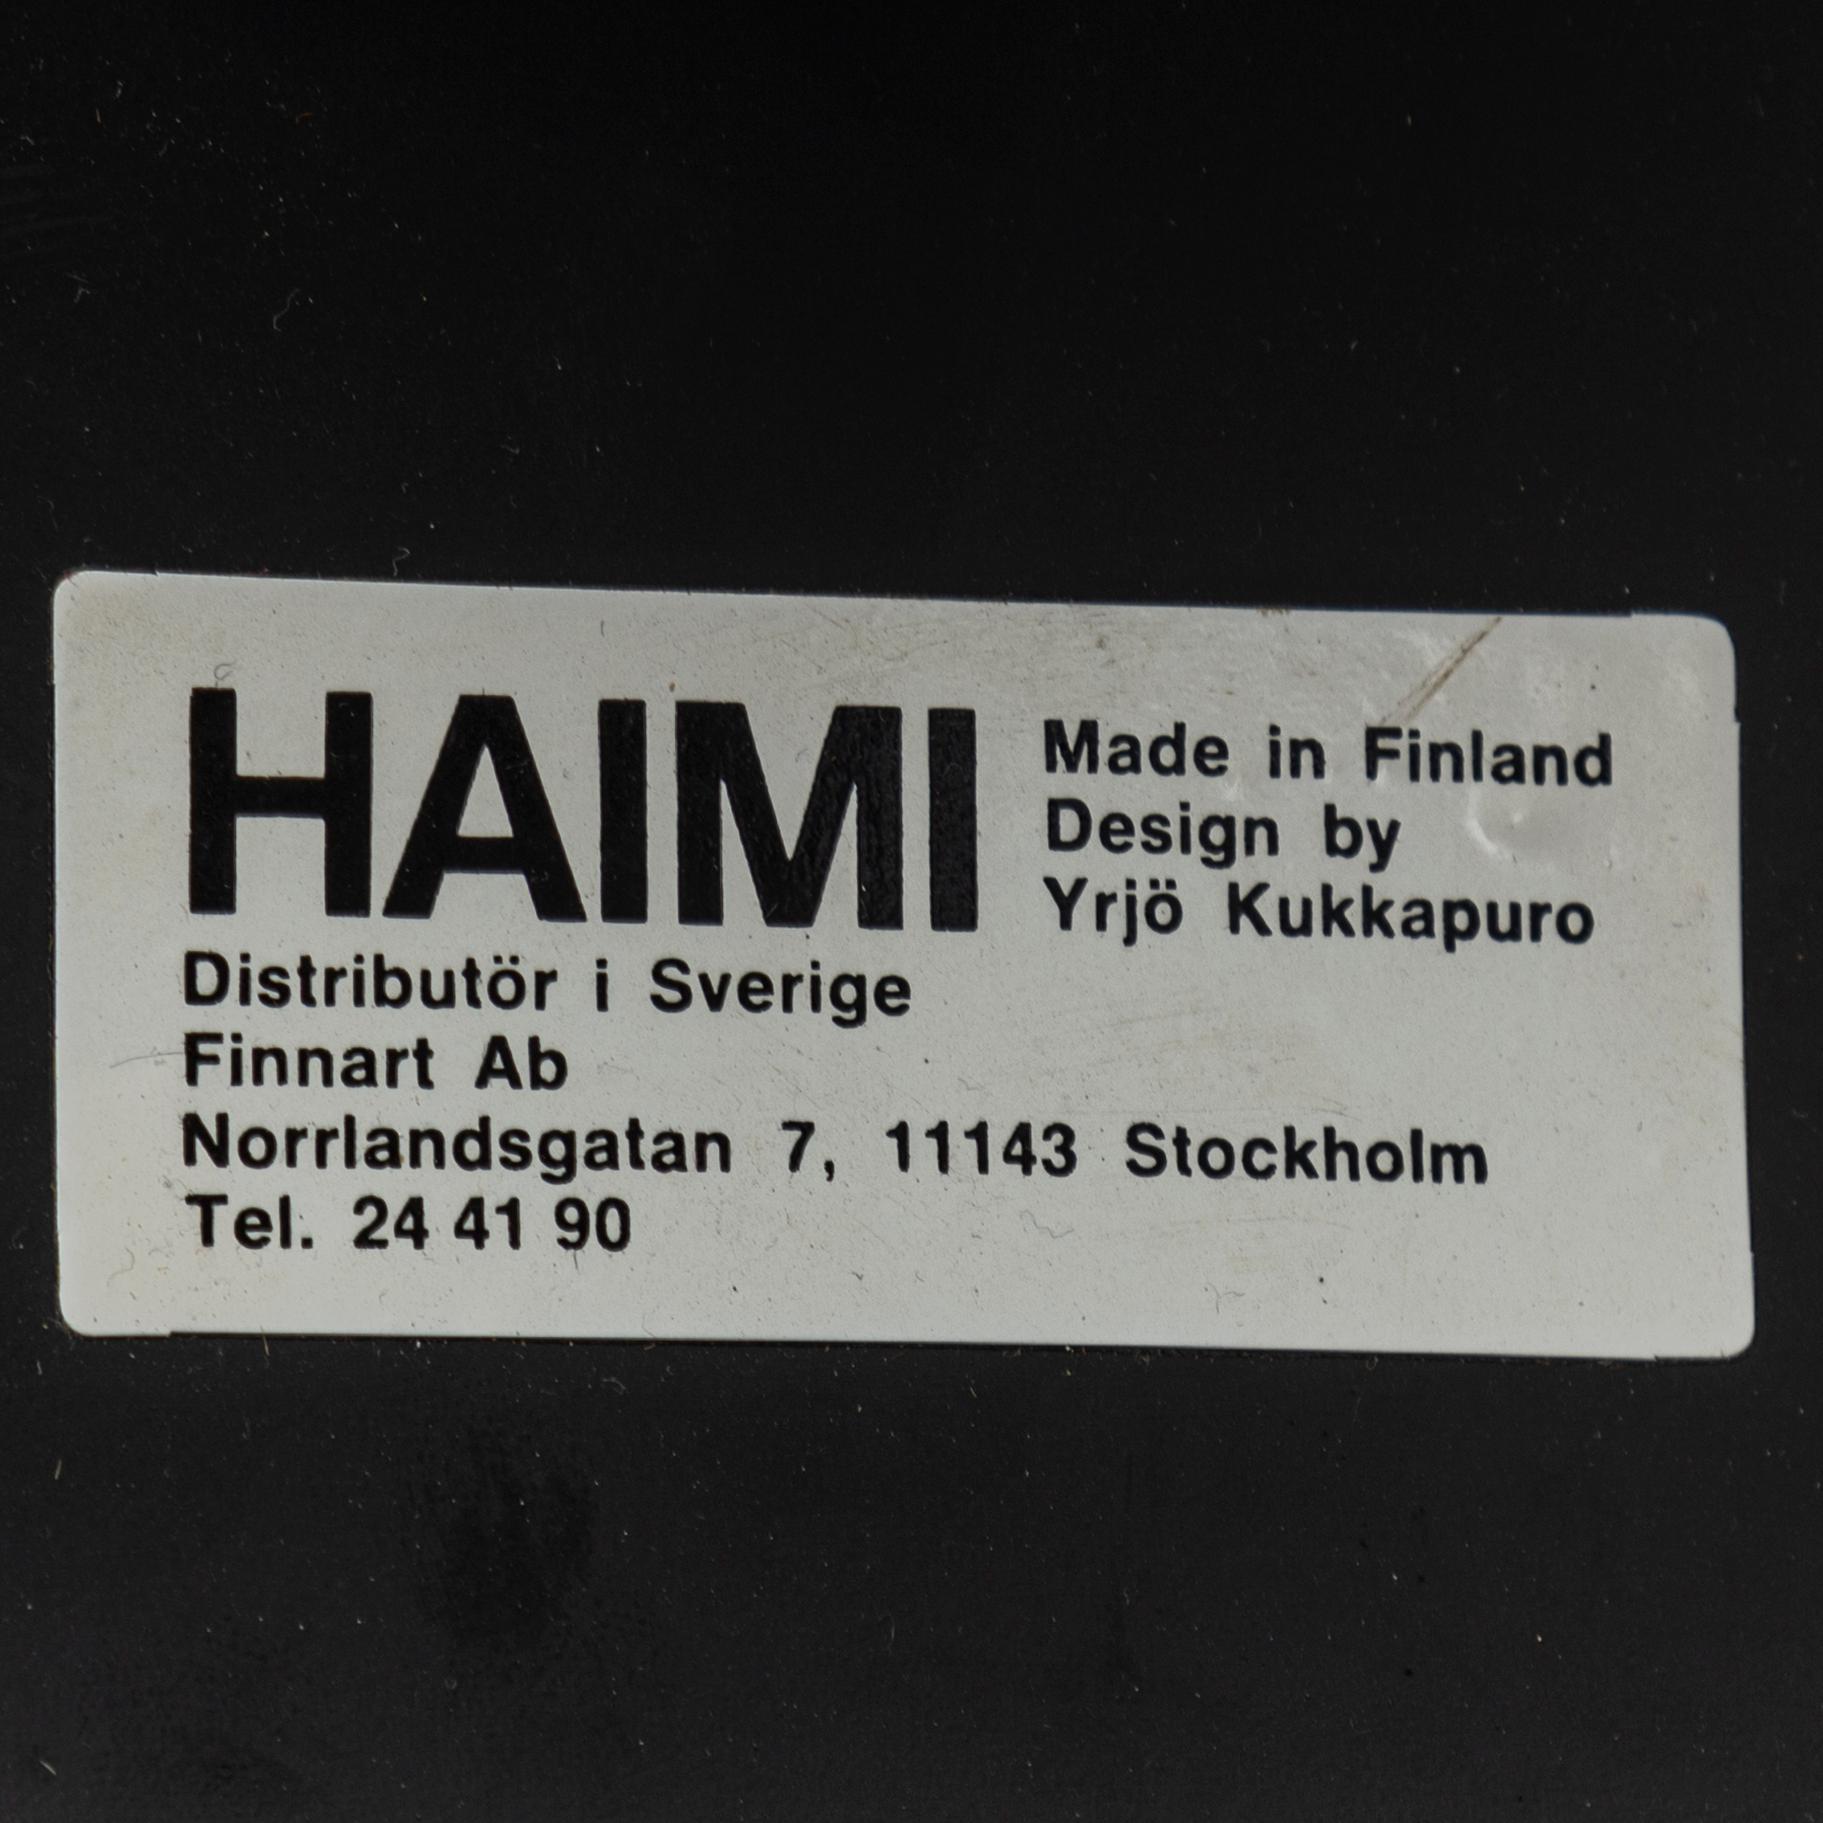 HAIMI
Made in Finland
Design by
Yrjö Kukkapuro
Distributör i Sverige
Finnart Ab
Norrlandsgatan 7, 11143 Stockholm
Tel. 24 41 90